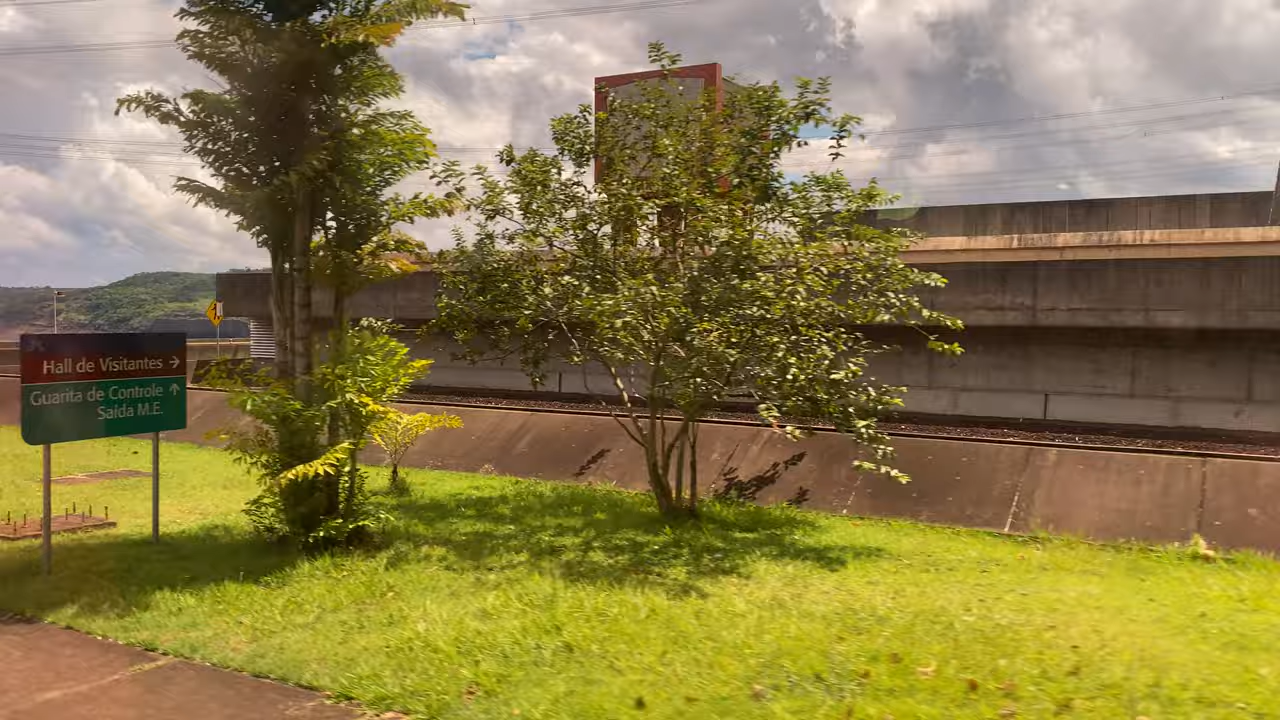 Hall de Visitantes →
Guarita de Controle ↑
Saída M.E.